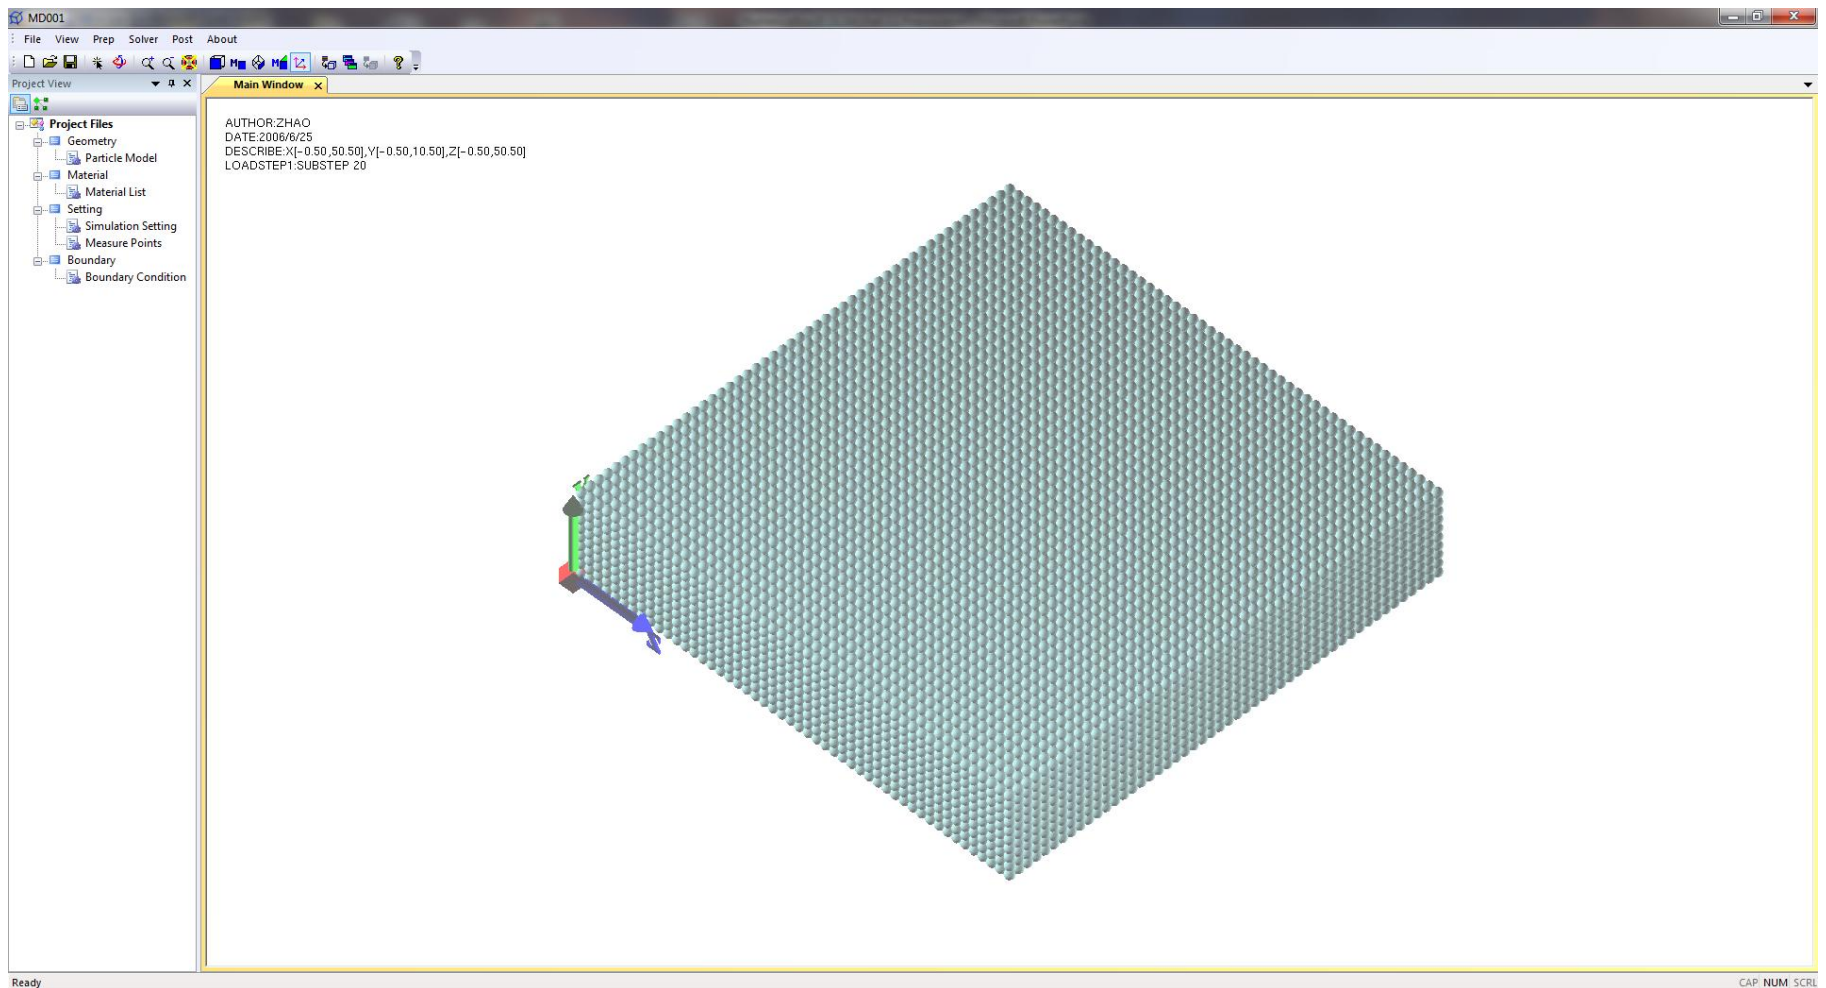 MD001
File View Prep Solver Post About
M M ?
Project View
Main Window
Project Files
Geometry
Particle Model
Material
Material List
Setting
Simulation Setting
Measure Points
Boundary
Boundary Condition
AUTHOR:ZHAO
DATE:2006/6/25
DESCRIBE:X[-0.50,50.50],Y[-0.50,10.50],Z[-0.50,50.50]
LOADSTEP1:SUBSTEP 20
Y
Z
Ready
CAP NUM SCRL